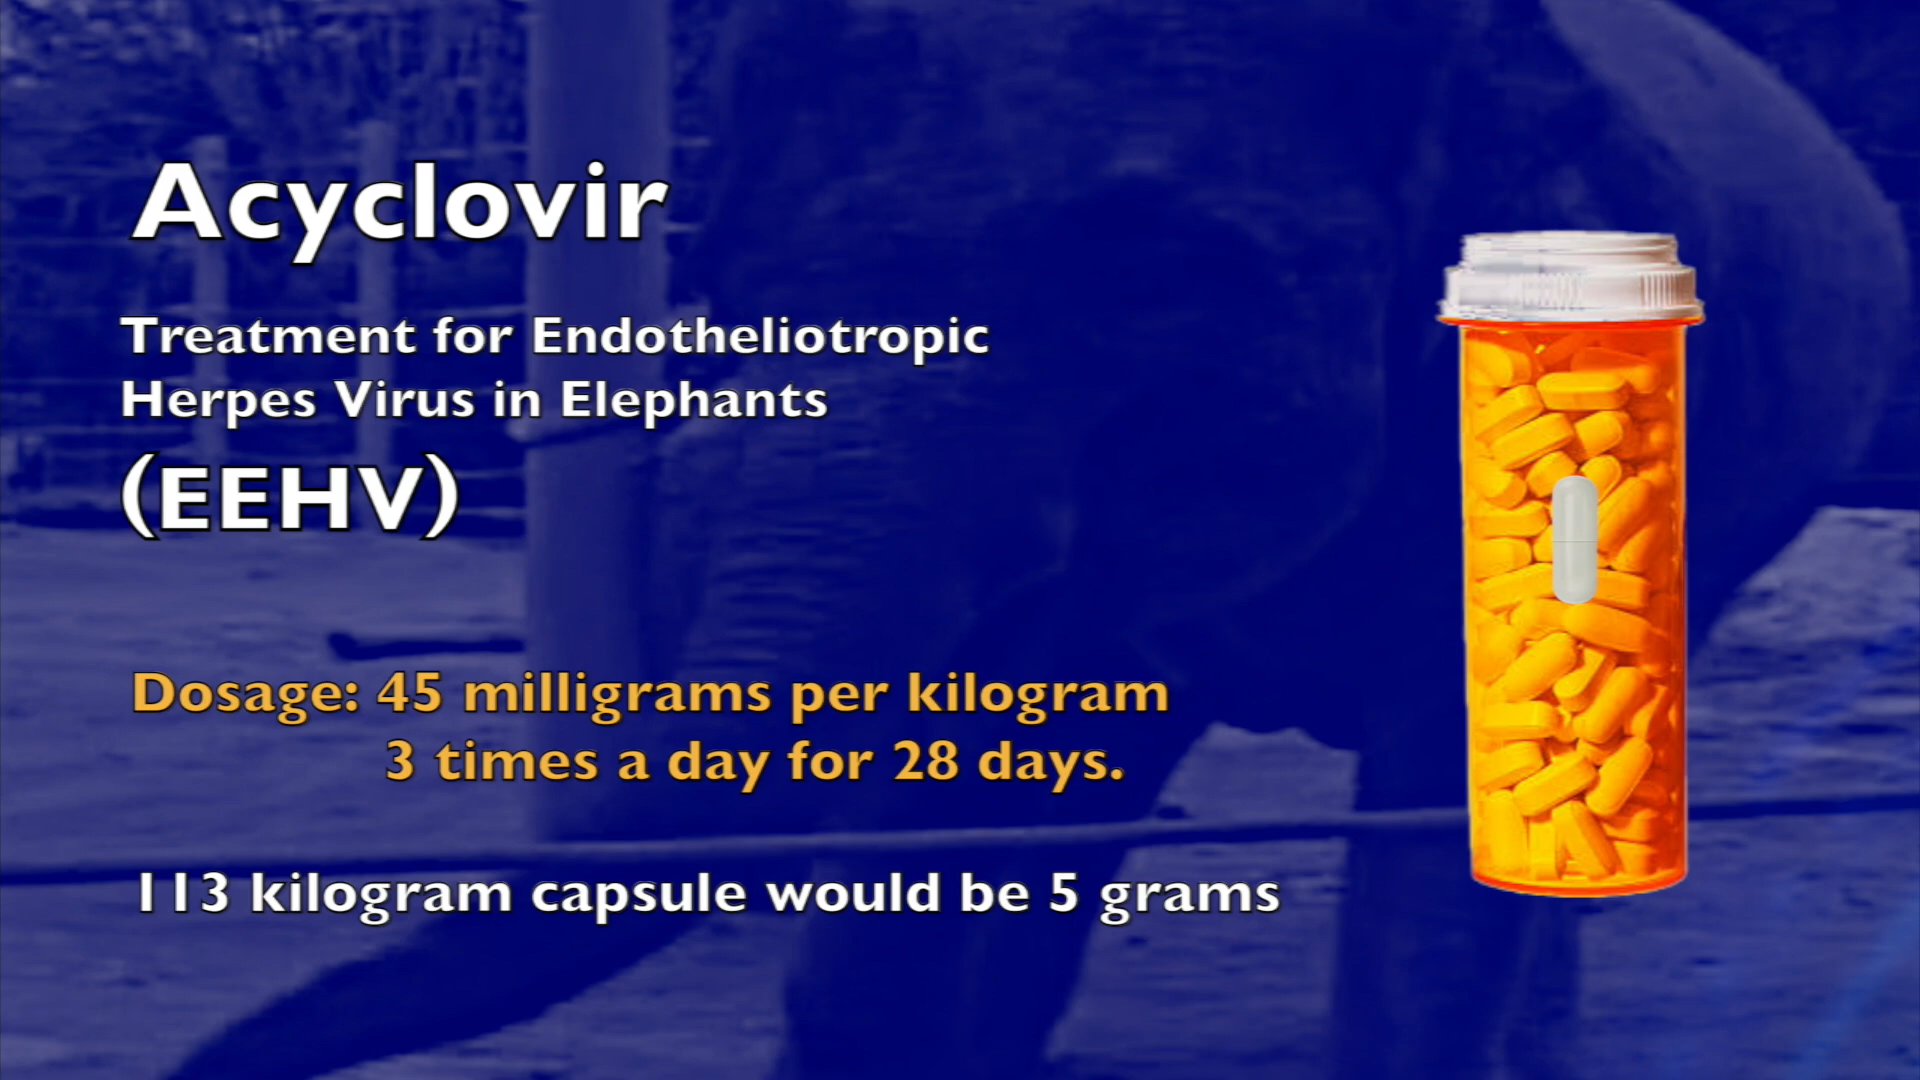 Acyclovir
Treatment for Endotheliotropic
Herpes Virus in Elephants
(EEHV)
Dosage: 45 milligrams per kilogram
3 times a day for 28 days.
113 kilogram capsule would be 5 grams